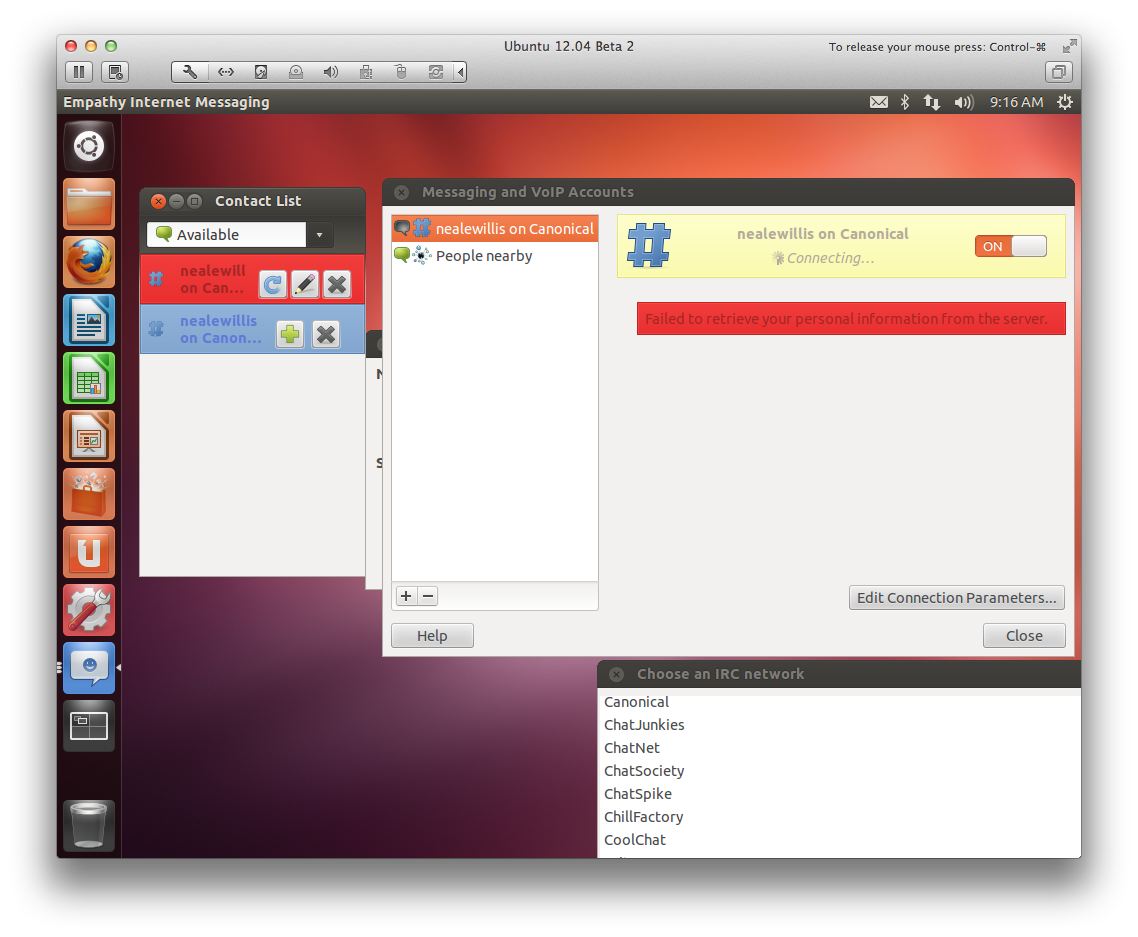 Ubuntu 12.04 Beta 2
To release your mouse press: Control-⌘
Empathy Internet Messaging
9:16 AM
Contact List
Available
nealewill
on Can...
nealewillis
on Canon...
Messaging and VoIP Accounts
nealewillis on Canonical
People nearby
nealewillis on Canonical
Connecting...
ON
Failed to retrieve your personal information from the server.
Edit Connection Parameters...
Help
Close
Choose an IRC network
Canonical
ChatJunkies
ChatNet
ChatSociety
ChatSpike
ChillFactory
CoolChat